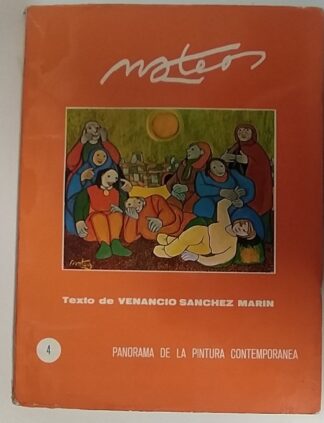 mateos
Texto de VENANCIO SANCHEZ MARIN
4
PANORAMA DE LA PINTURA CONTEMPORANEA